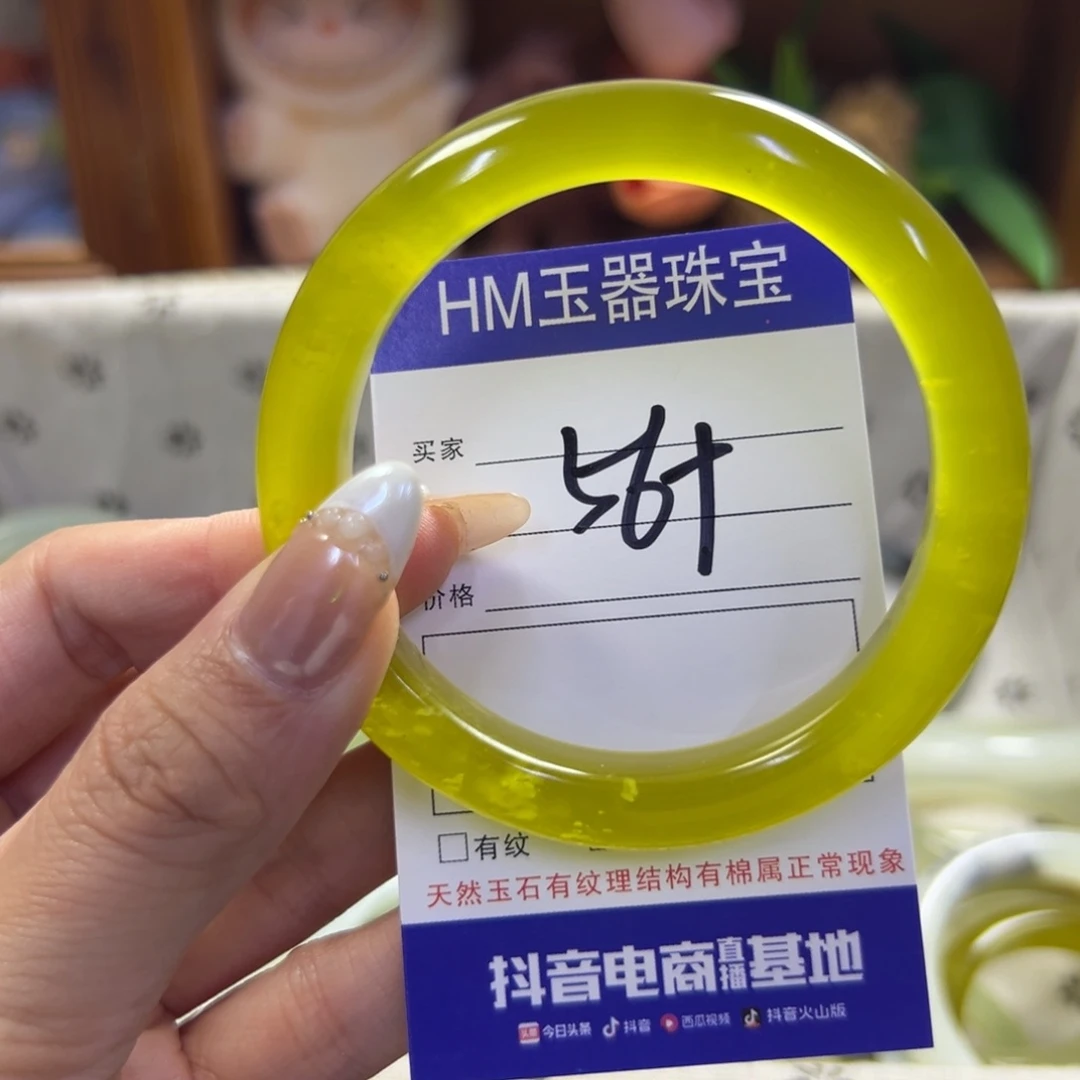 HM玉器珠宝
买家
价格
有纹
天然玉石有纹理结构有棉属正常现象
抖音电商直播基地
今日头条 抖音 西瓜视频 抖音火山版